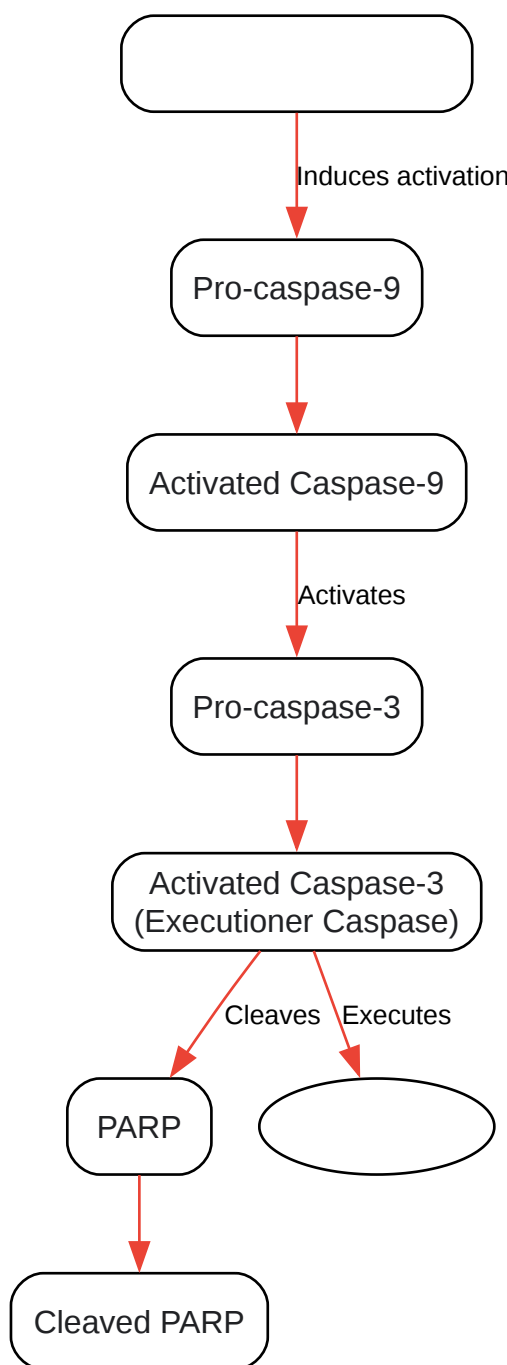 Induces activation
Pro-caspase-9
Activated Caspase-9
Activates
Pro-caspase-3
Activated Caspase-3
(Executioner Caspase)
Cleaves
Executes
PARP
Cleaved PARP